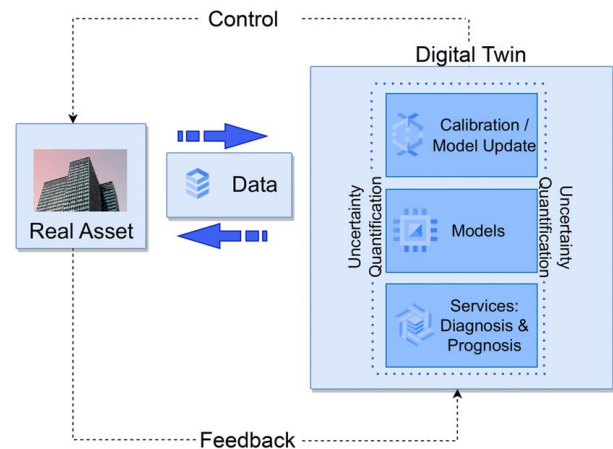 Control
Digital Twin
Calibration /
Model Update
Data
Real Asset
Uncertainty
Quantification
Models
Uncertainty
Quantification
Services:
Diagnosis &
Prognosis
Feedback